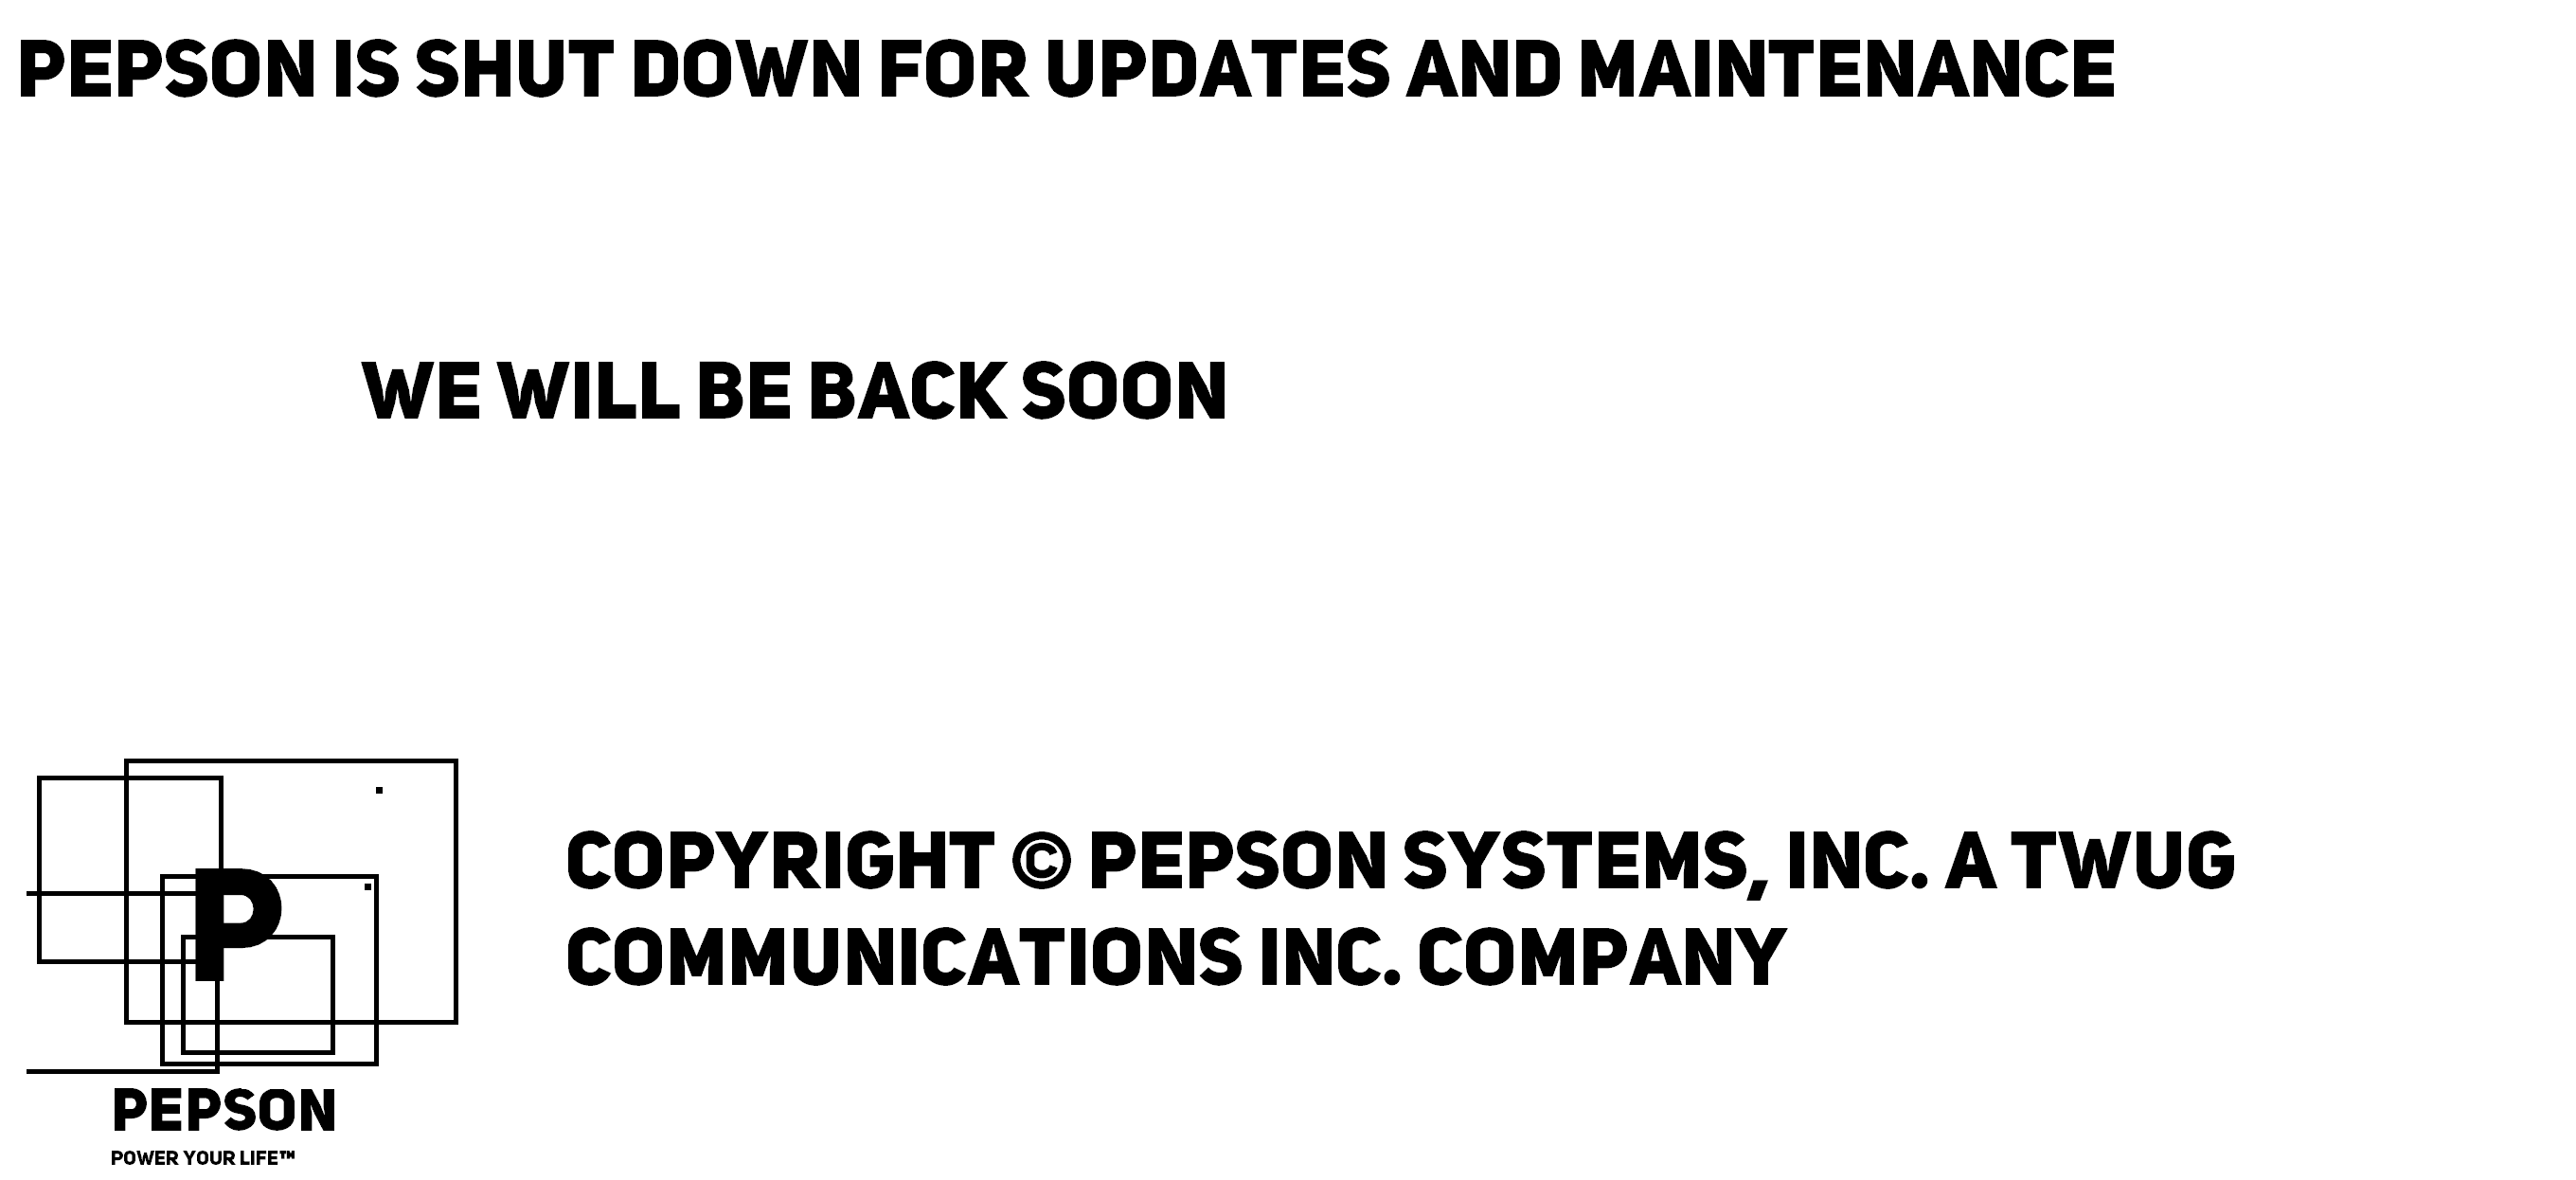 PEPSON IS SHUT DOWN FOR UPDATES AND MAINTENANCE
WE WILL BE BACK SOON
COPYRIGHT © PEPSON SYSTEMS, INC. A TWUG
COMMUNICATIONS INC. COMPANY
P
PEPSON
POWER YOUR LIFE™